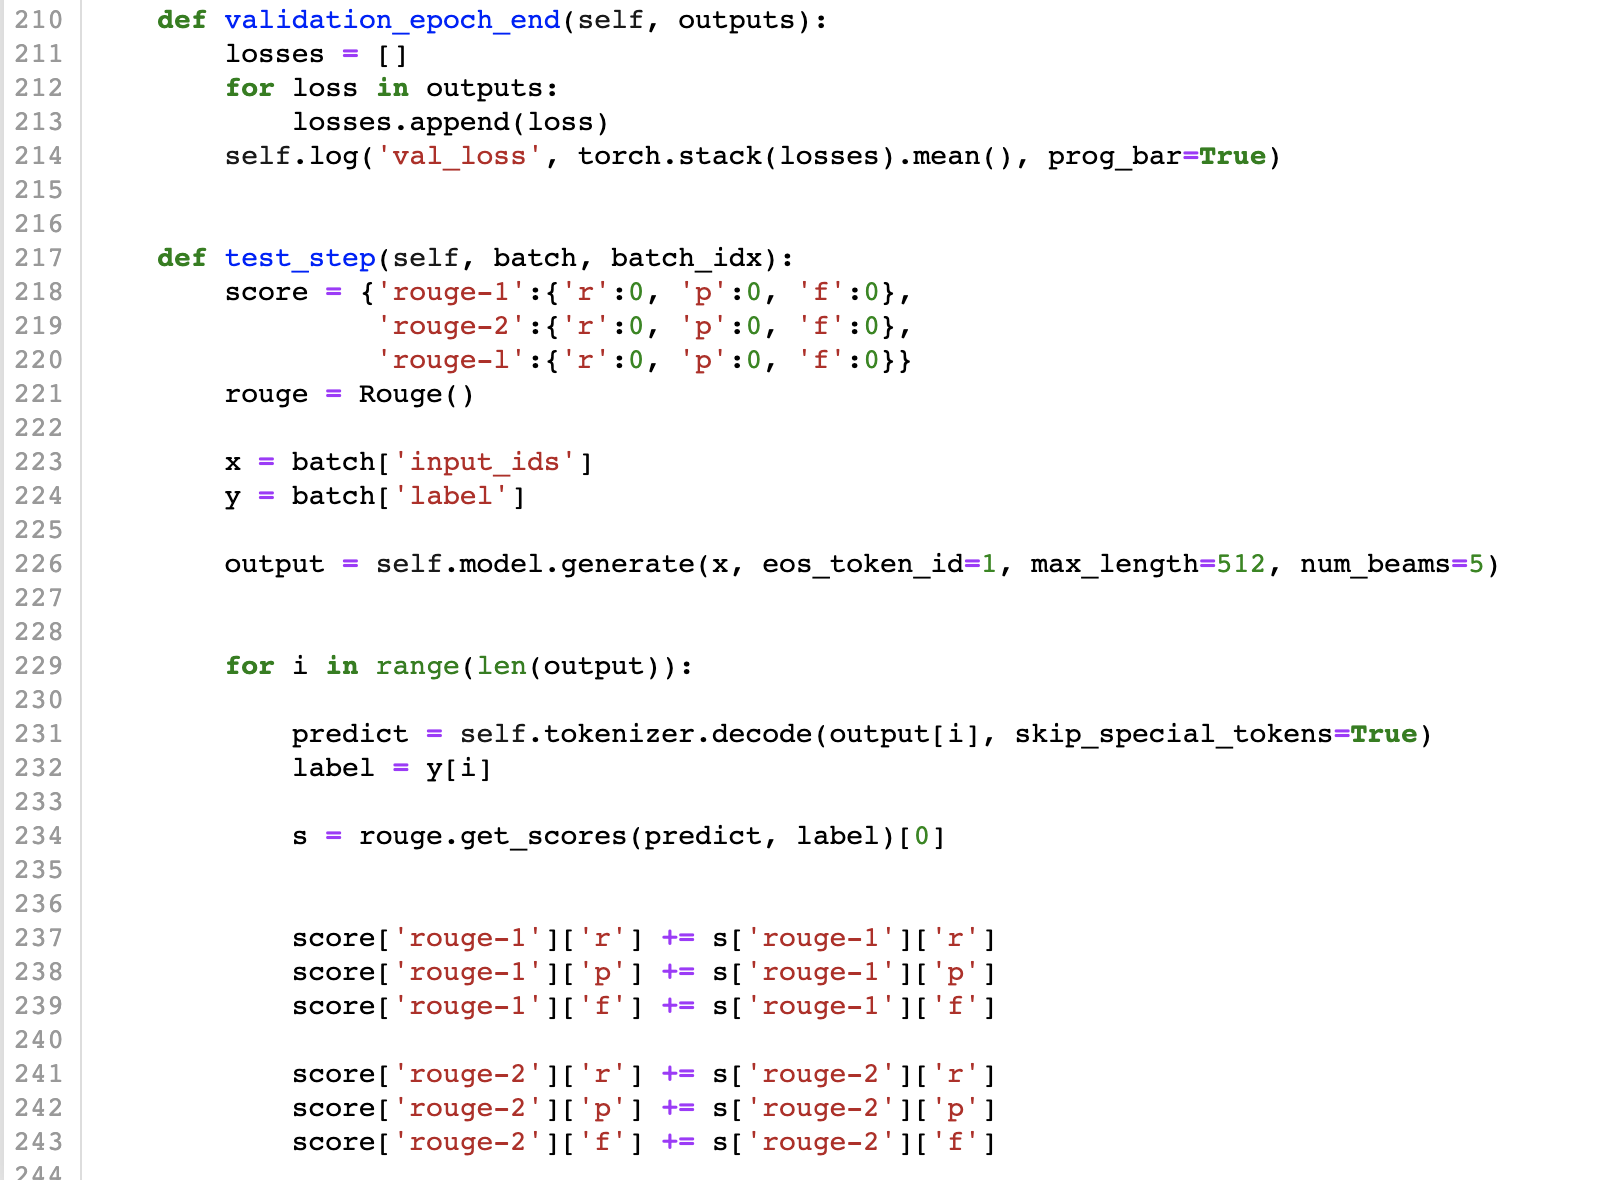 210 def validation_epoch_end(self, outputs):
211 losses = []
212 for loss in outputs:
213 losses.append(loss)
214 self.log('val_loss', torch.stack(losses).mean(), prog_bar=True)
215
216
217 def test_step(self, batch, batch_idx):
218 score = {'rouge-1':{'r':0, 'p':0, 'f':0},
219 'rouge-2':{'r':0, 'p':0, 'f':0},
220 'rouge-l':{'r':0, 'p':0, 'f':0}}
221 rouge = Rouge()
222
223 x = batch['input_ids']
224 y = batch['label']
225
226 output = self.model.generate(x, eos_token_id=1, max_length=512, num_beams=5)
227
228
229 for i in range(len(output)):
230
231 predict = self.tokenizer.decode(output[i], skip_special_tokens=True)
232 label = y[i]
233
234 s = rouge.get_scores(predict, label)[0]
235
236
237 score['rouge-1']['r'] += s['rouge-1']['r']
238 score['rouge-1']['p'] += s['rouge-1']['p']
239 score['rouge-1']['f'] += s['rouge-1']['f']
240
241 score['rouge-2']['r'] += s['rouge-2']['r']
242 score['rouge-2']['p'] += s['rouge-2']['p']
243 score['rouge-2']['f'] += s['rouge-2']['f']
244